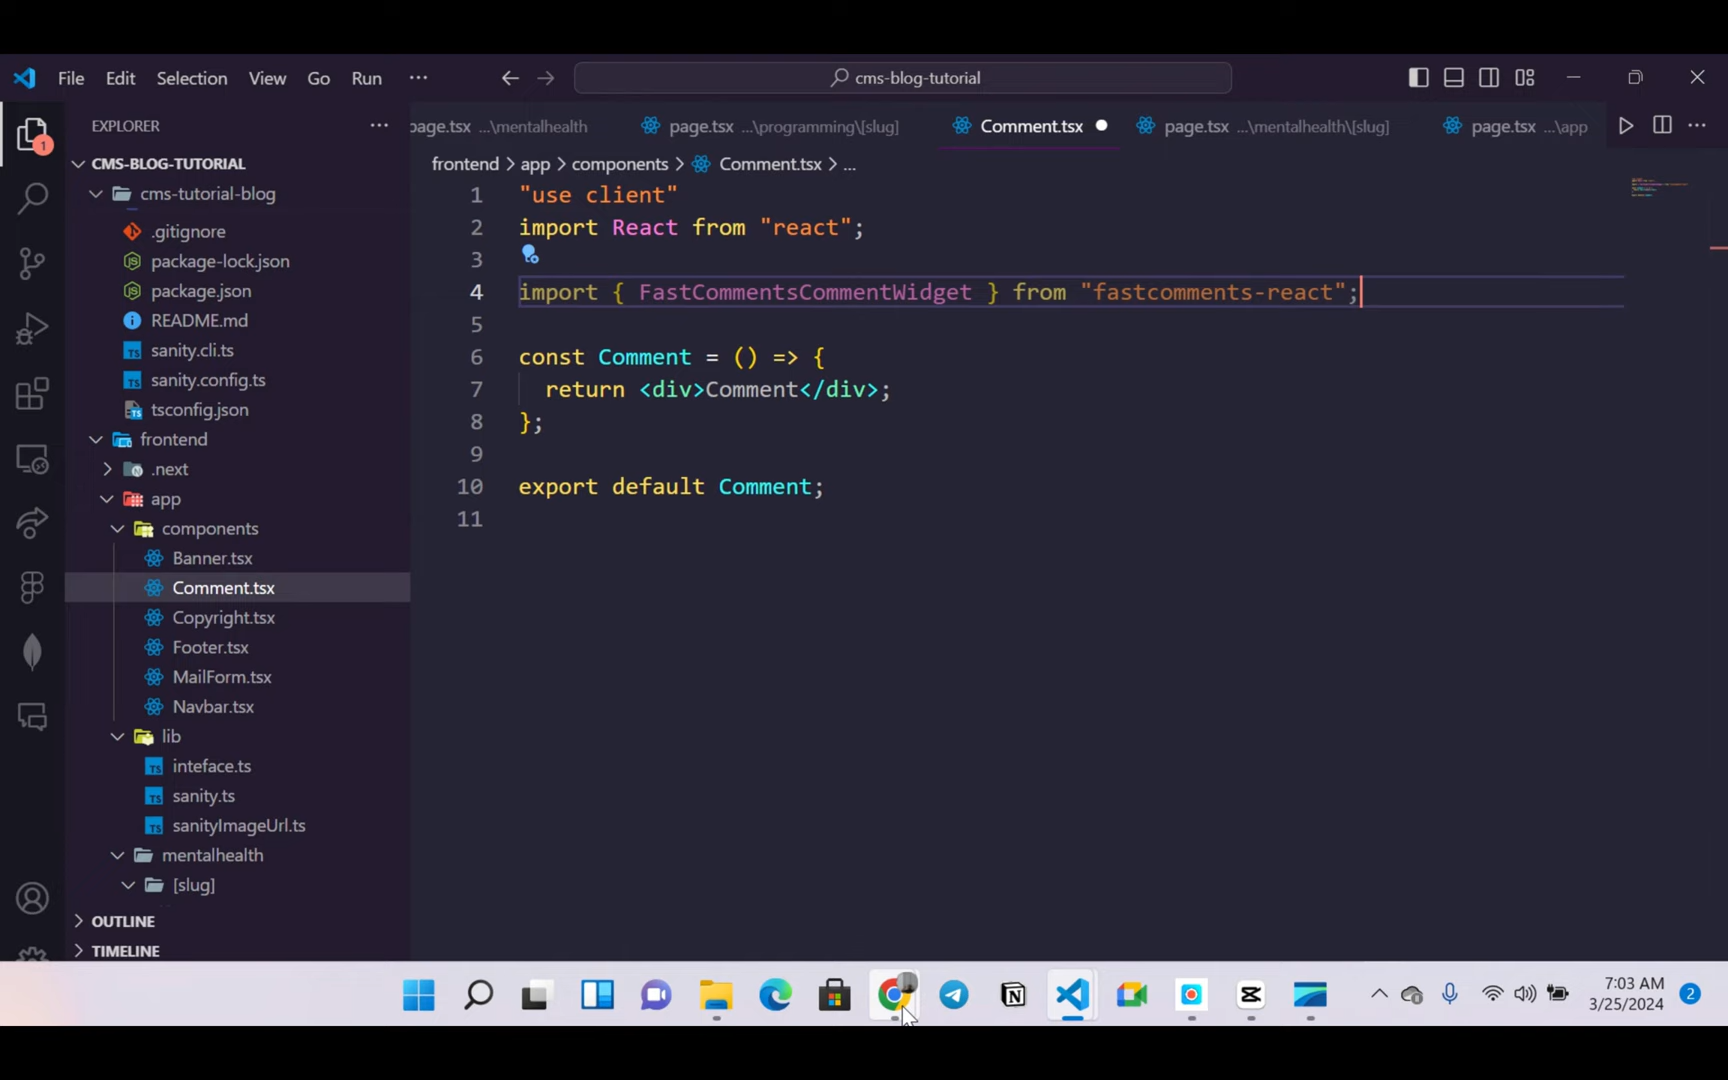 File Edit Selection View Go Run ··· cms-blog-tutorial
EXPLORER ···
page.tsx ...\mentalhealth page.tsx ...\programming\[slug] Comment.tsx page.tsx ...\mentalhealth\[slug] page.tsx ...\app ···
CMS-BLOG-TUTORIAL
cms-tutorial-blog
.gitignore
package-lock.json
package.json
README.md
sanity.cli.ts
sanity.config.ts
tsconfig.json
frontend
.next
app
components
Banner.tsx
Comment.tsx
Copyright.tsx
Footer.tsx
MailForm.tsx
Navbar.tsx
lib
inteface.ts
sanity.ts
sanityImageUrl.ts
mentalhealth
[slug]
OUTLINE
TIMELINE
frontend > app > components > Comment.tsx > ...
1 "use client"
2 import React from "react";
3
4 import { FastCommentsCommentWidget } from "fastcomments-react";
5
6 const Comment = () => {
7 return <div>Comment</div>;
8 };
9
10 export default Comment;
11
1
7:03 AM
3/25/2024
2